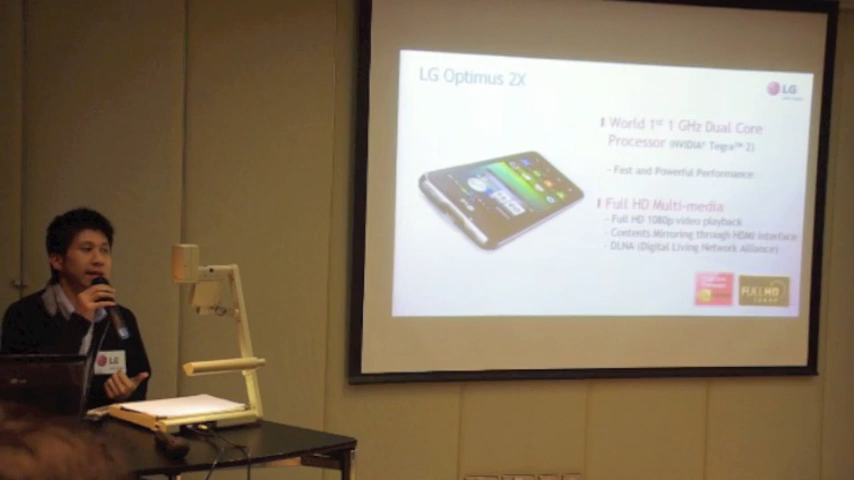 LG Optimus 2X
LG
World 1st 1 GHz Dual Core
Processor (NVIDIA® Tegra™ 2)
- Fast and Powerful Performance
Full HD Multi-media
- Full HD 1080p video playback
- Contents Mirroring through HDMI interface
- DLNA (Digital Living Network Alliance)
FULL HD
LG